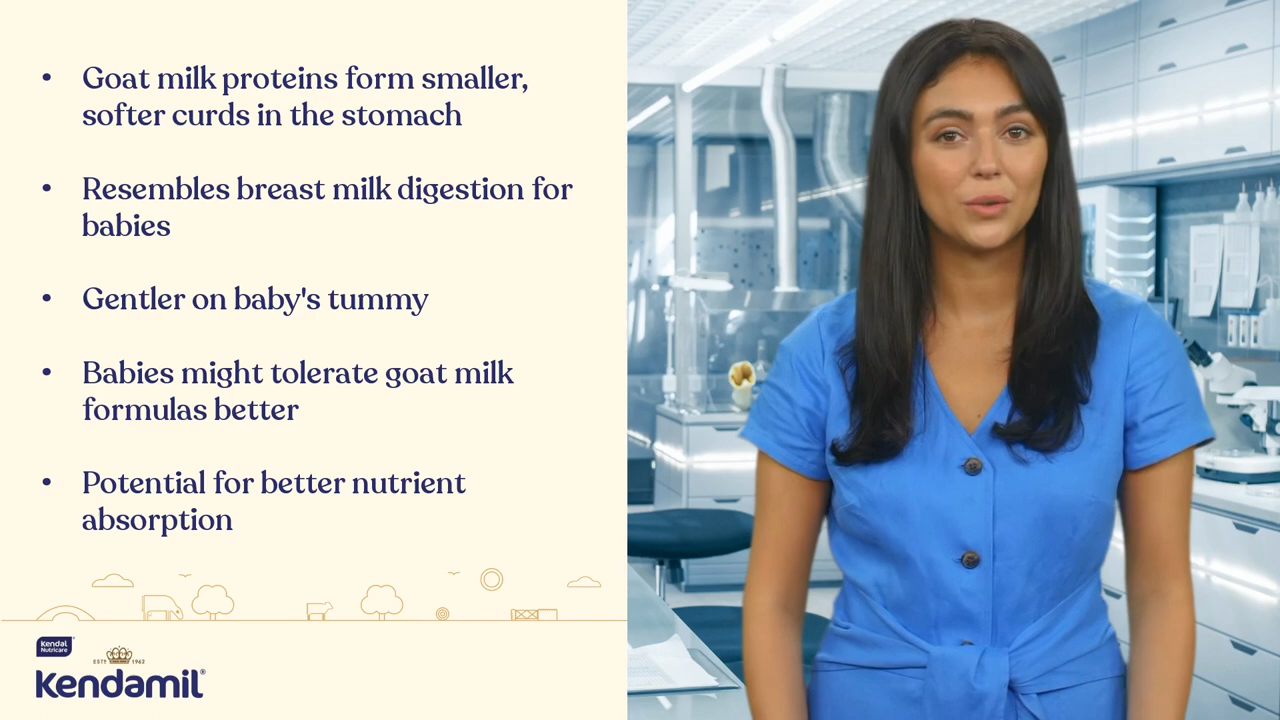 • Goat milk proteins form smaller,
softer curds in the stomach
• Resembles breast milk digestion for
babies
• Gentler on baby's tummy
• Babies might tolerate goat milk
formulas better
• Potential for better nutrient
absorption
Kendal
Nutricare
ESTD 1962
Kendamil®